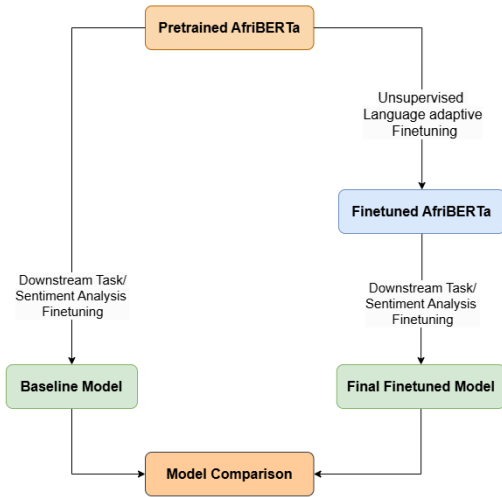 Pretrained AfriBERTa
Unsupervised
Language adaptive
Finetuning
Finetuned AfriBERTa
Downstream Task/
Sentiment Analysis
Finetuning
Downstream Task/
Sentiment Analysis
Finetuning
Baseline Model
Final Finetuned Model
Model Comparison